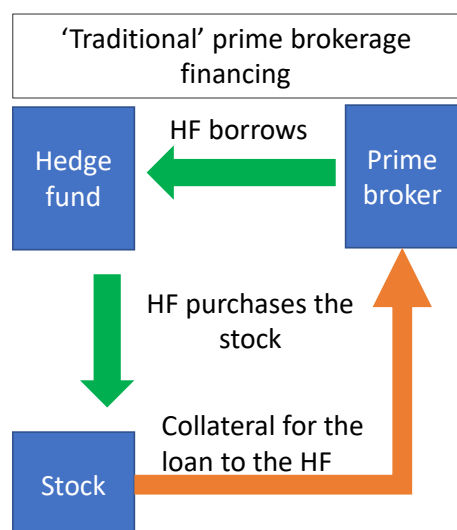 ‘Traditional’ prime brokerage
financing
HF borrows
Hedge
fund
Prime
broker
HF purchases the
stock
Collateral for the
loan to the HF
Stock